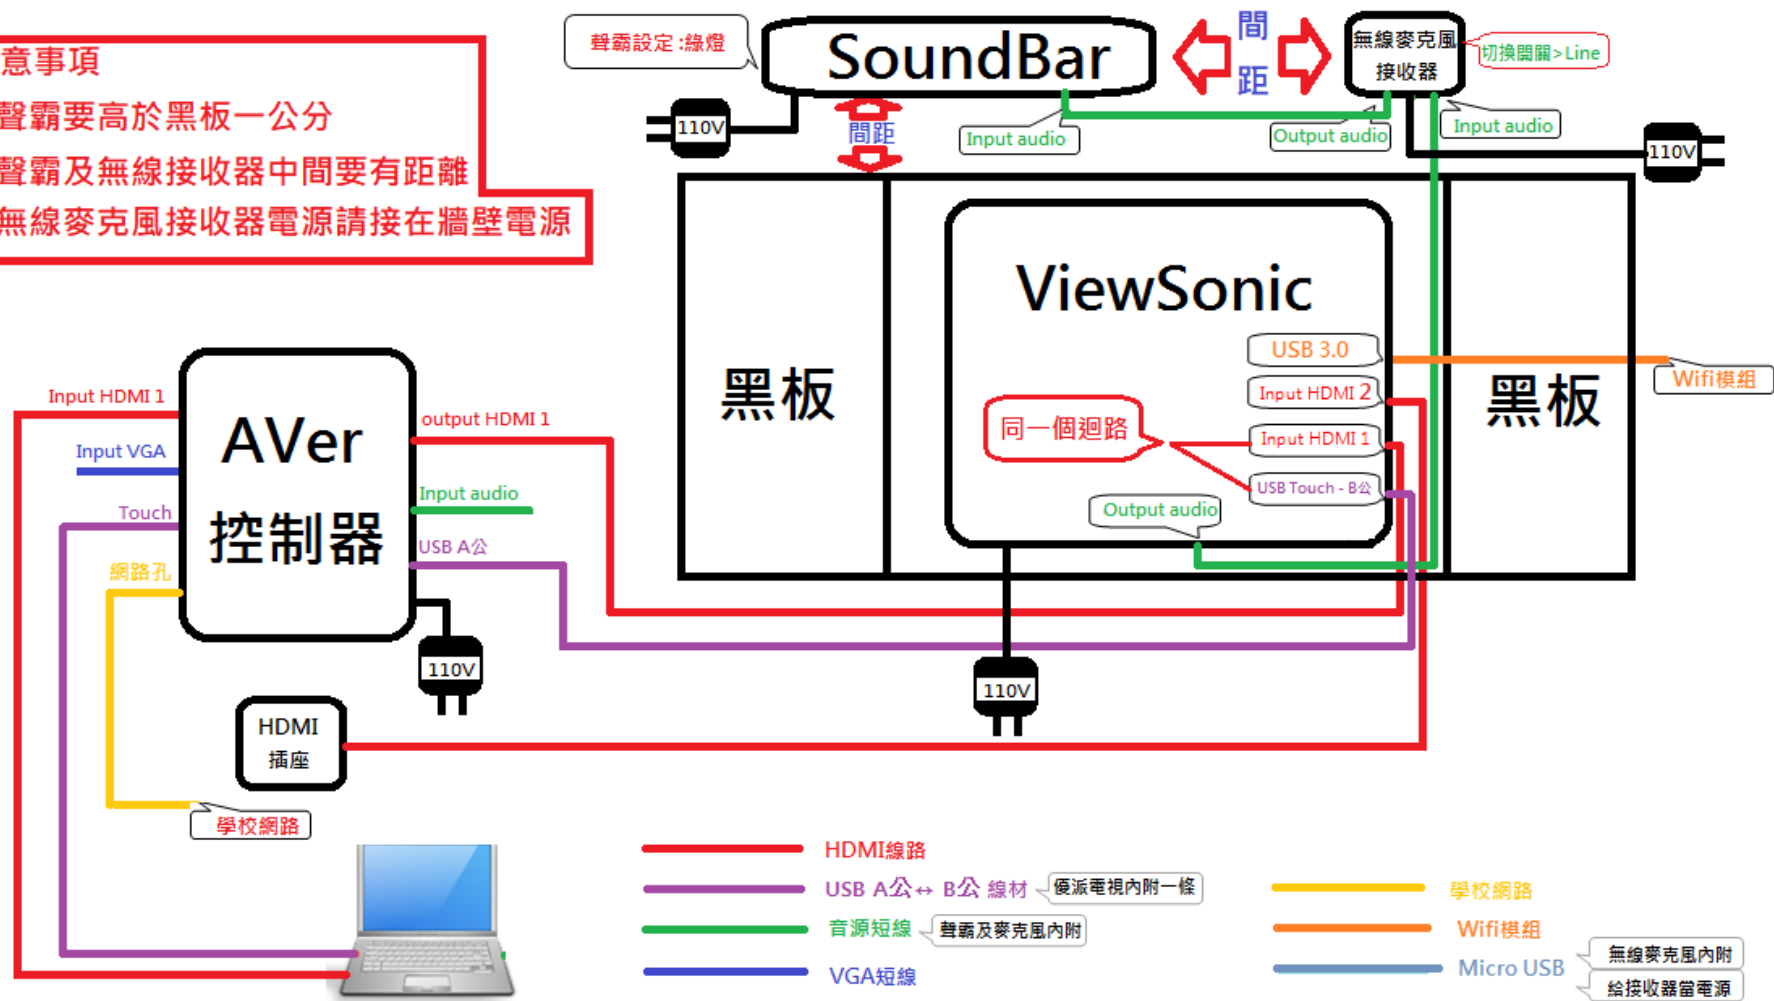 意事項
聲霸要高於黑板一公分
聲霸及無線接收器中間要有距離
無線麥克風接收器電源請接在牆壁電源
聲霸設定:綠燈
SoundBar
間
距
無線麥克風
接收器
切換開關>Line
110V
間距
Input audio
Output audio
Input audio
110V
ViewSonic
黑板
黑板
USB 3.0
Input HDMI 2
Input HDMI 1
USB Touch - B公
同一個迴路
Output audio
Wifi模組
Input HDMI 1
Input VGA
Touch
網路孔
AVer
控制器
output HDMI 1
Input audio
USB A公
110V
110V
HDMI
插座
學校網路
HDMI線路
USB A公↔ B公 線材
優派電視內附一條
音源短線
聲霸及麥克風內附
VGA短線
學校網路
Wifi模組
Micro USB
無線麥克風內附
給接收器當電源